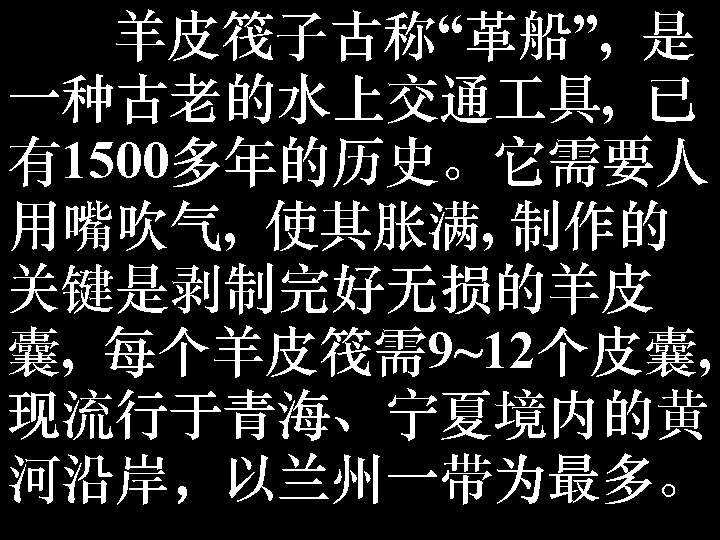 羊皮筏子古称“革船”，是
一种古老的水上交通工具，已
有1500多年的历史。它需要人
用嘴吹气，使其胀满，制作的
关键是剥制完好无损的羊皮
囊，每个羊皮筏需9~12个皮囊，
现流行于青海、宁夏境内的黄
河沿岸，以兰州一带为最多。